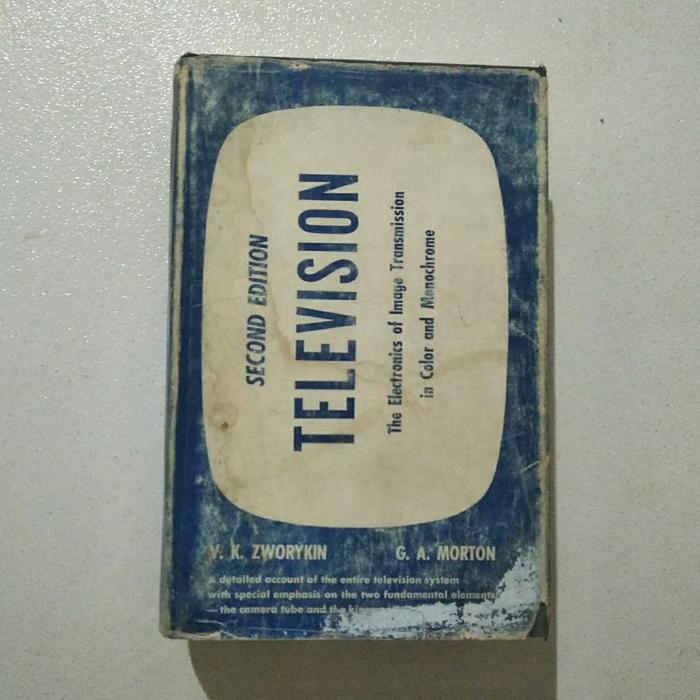 SECOND EDITION
TELEVISION
The Electronics of Image Transmission
in Color and Monochrome
V. K. ZWORYKIN G. A. MORTON
A detailed account of the entire television system
with special emphasis on the two fundamental elements
— the camera tube and the